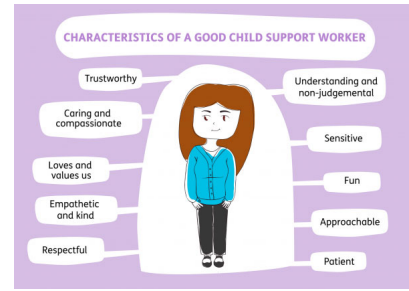 CHARACTERISTICS OF A GOOD CHILD SUPPORT WORKER
Trustworthy
Caring and
compassionate
Loves and
values us
Empathetic
and kind
Respectful
Understanding and
non-judgemental
Sensitive
Fun
Approachable
Patient